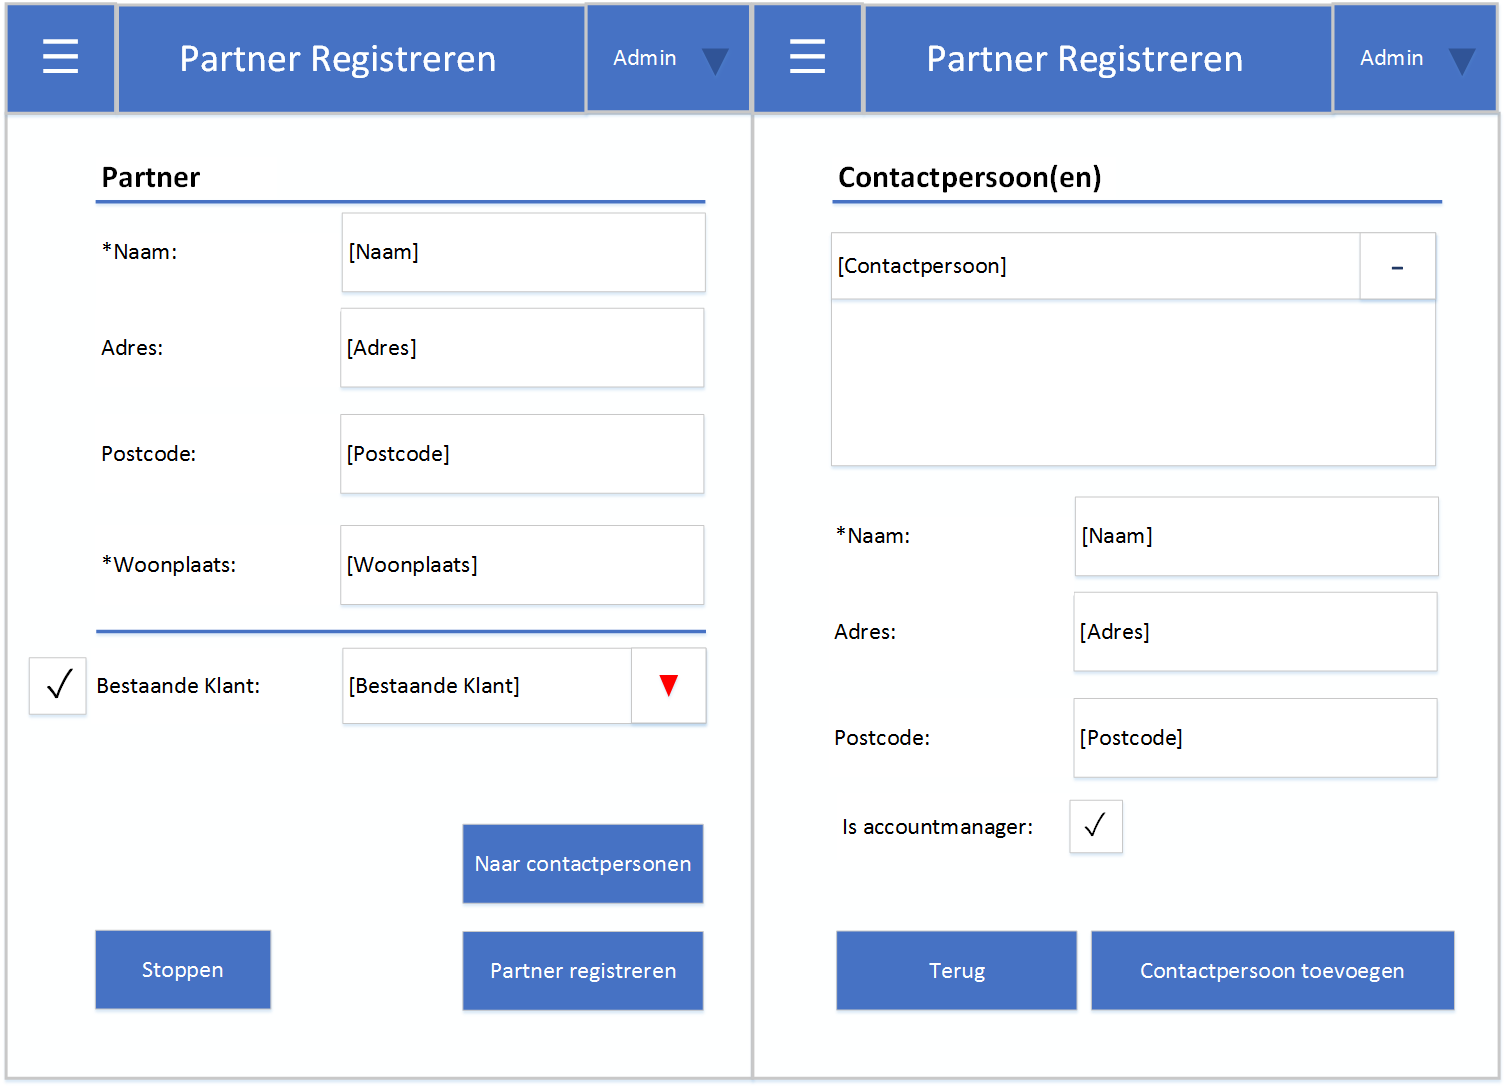 Partner Registreren
Admin
Partner
*Naam:
[Naam]
Adres:
[Adres]
Postcode:
[Postcode]
*Woonplaats:
[Woonplaats]
Bestaande Klant:
[Bestaande Klant]
Naar contactpersonen
Stoppen
Partner registreren
Partner Registreren
Admin
Contactpersoon(en)
[Contactpersoon]
-
*Naam:
[Naam]
Adres:
[Adres]
Postcode:
[Postcode]
Is accountmanager:
Terug
Contactpersoon toevoegen